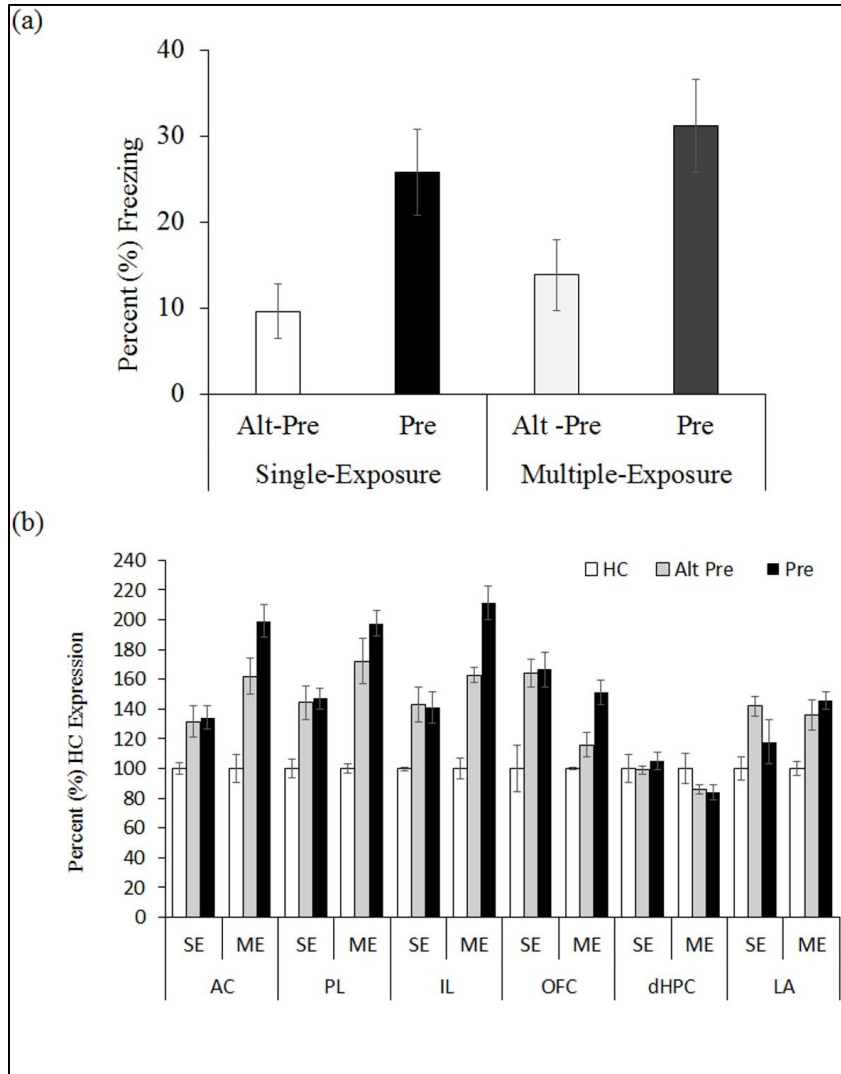 (a)
Percent (%) Freezing
40
30
20
10
0
Alt-Pre Pre Alt -Pre Pre
Single-Exposure Multiple-Exposure
(b)
Percent (%) HC Expression
240
220
200
180
160
140
120
100
80
60
40
20
0
HC Alt Pre Pre
SE ME SE ME SE ME SE ME SE ME SE ME
AC PL IL OFC dHPC LA